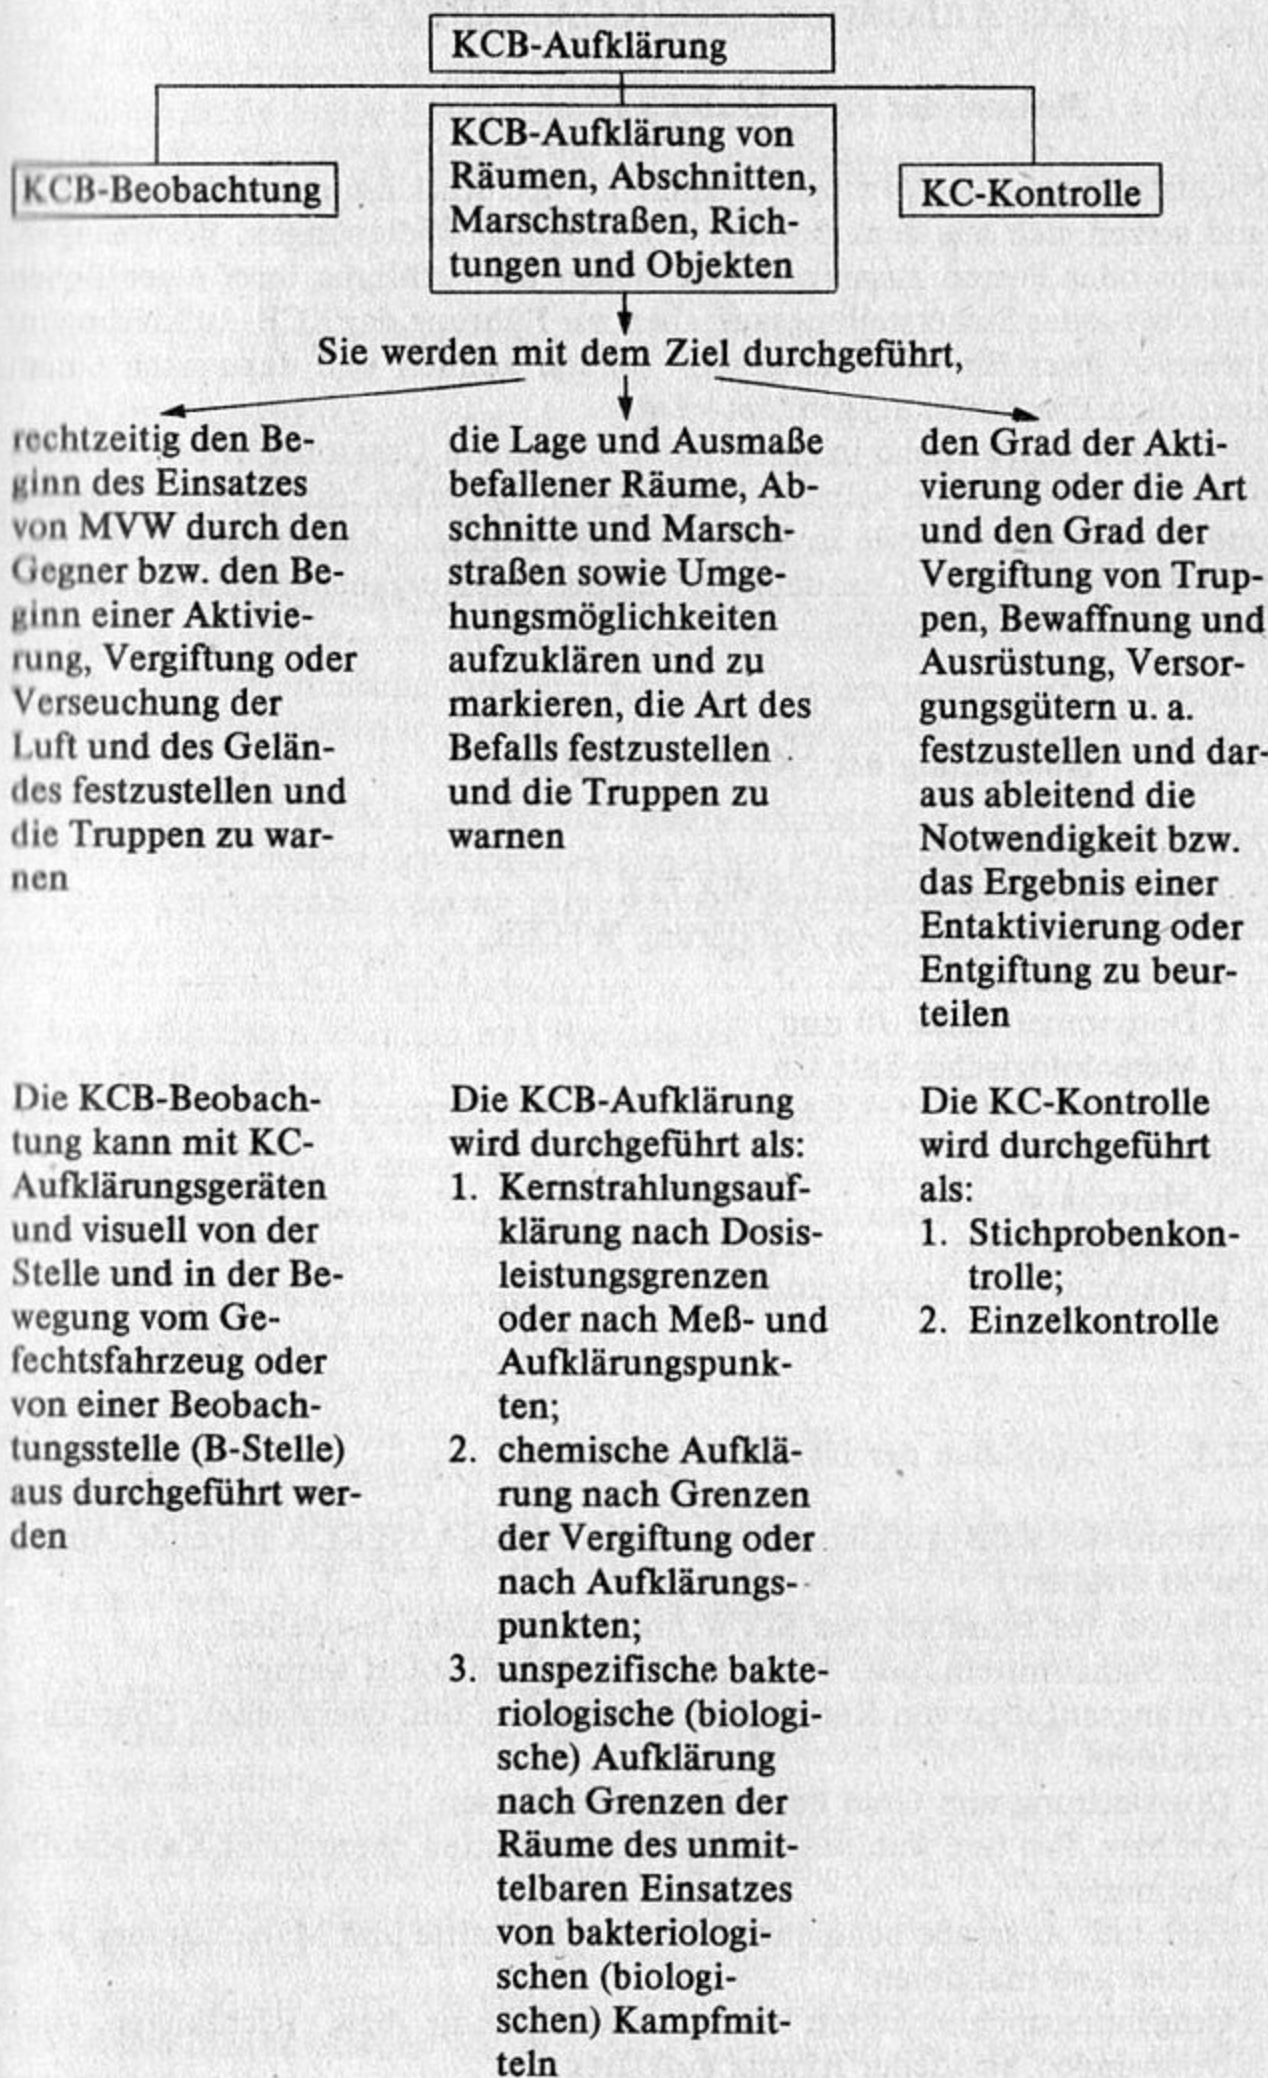 KCB-Aufklärung
KCB-Beobachtung
KCB-Aufklärung von
Räumen, Abschnitten,
Marschstraßen, Rich-
tungen und Objekten
KC-Kontrolle
Sie werden mit dem Ziel durchgeführt,
rechtzeitig den Be-
ginn des Einsatzes
von MVW durch den
Gegner bzw. den Be-
ginn einer Aktivie-
rung, Vergiftung oder
Verseuchung der
Luft und des Gelän-
des festzustellen und
die Truppen zu war-
nen
die Lage und Ausmaße
befallener Räume, Ab-
schnitte und Marsch-
straßen sowie Umge-
hungsmöglichkeiten
aufzuklären und zu
markieren, die Art des
Befalls festzustellen
und die Truppen zu
warnen
den Grad der Akti-
vierung oder die Art
und den Grad der
Vergiftung von Trup-
pen, Bewaffnung und
Ausrüstung, Versor-
gungsgütern u. a.
festzustellen und dar-
aus ableitend die
Notwendigkeit bzw.
das Ergebnis einer
Entaktivierung oder
Entgiftung zu beur-
teilen
Die KCB-Beobach-
tung kann mit KC-
Aufklärungsgeräten
und visuell von der
Stelle und in der Be-
wegung vom Ge-
fechtsfahrzeug oder
von einer Beobach-
tungsstelle (B-Stelle)
aus durchgeführt wer-
den
Die KCB-Aufklärung
wird durchgeführt als:
1. Kernstrahlungsauf-
klärung nach Dosis-
leistungsgrenzen
oder nach Meß- und
Aufklärungspunk-
ten;
2. chemische Aufklä-
rung nach Grenzen
der Vergiftung oder
nach Aufklärungs-
punkten;
3. unspezifische bakte-
riologische (biologi-
sche) Aufklärung
nach Grenzen der
Räume des unmit-
telbaren Einsatzes
von bakteriologi-
schen (biologi-
schen) Kampfmit-
teln
Die KC-Kontrolle
wird durchgeführt
als:
1. Stichprobenkon-
trolle;
2. Einzelkontrolle